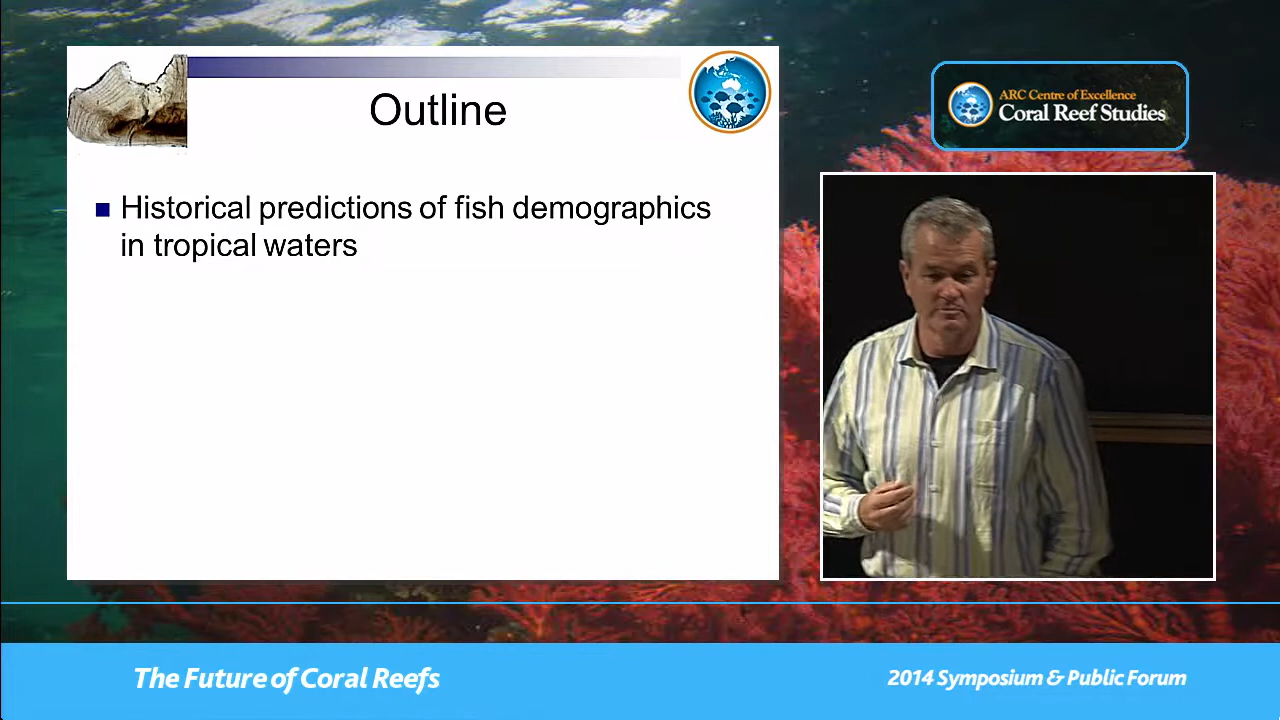 Outline
Historical predictions of fish demographics
in tropical waters
ARC Centre of Excellence
Coral Reef Studies
The Future of Coral Reefs
2014 Symposium & Public Forum